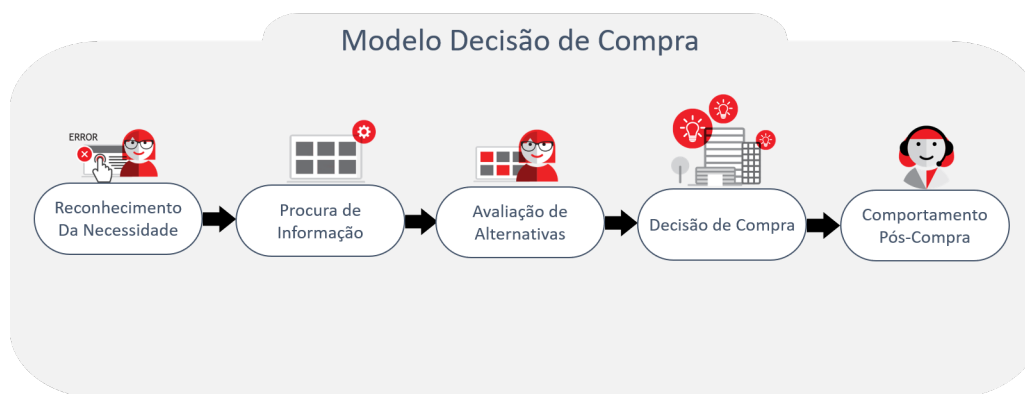 Modelo Decisão de Compra
ERROR
Reconhecimento
Da Necessidade
Procura de
Informação
Avaliação de
Alternativas
Decisão de Compra
Comportamento
Pós-Compra